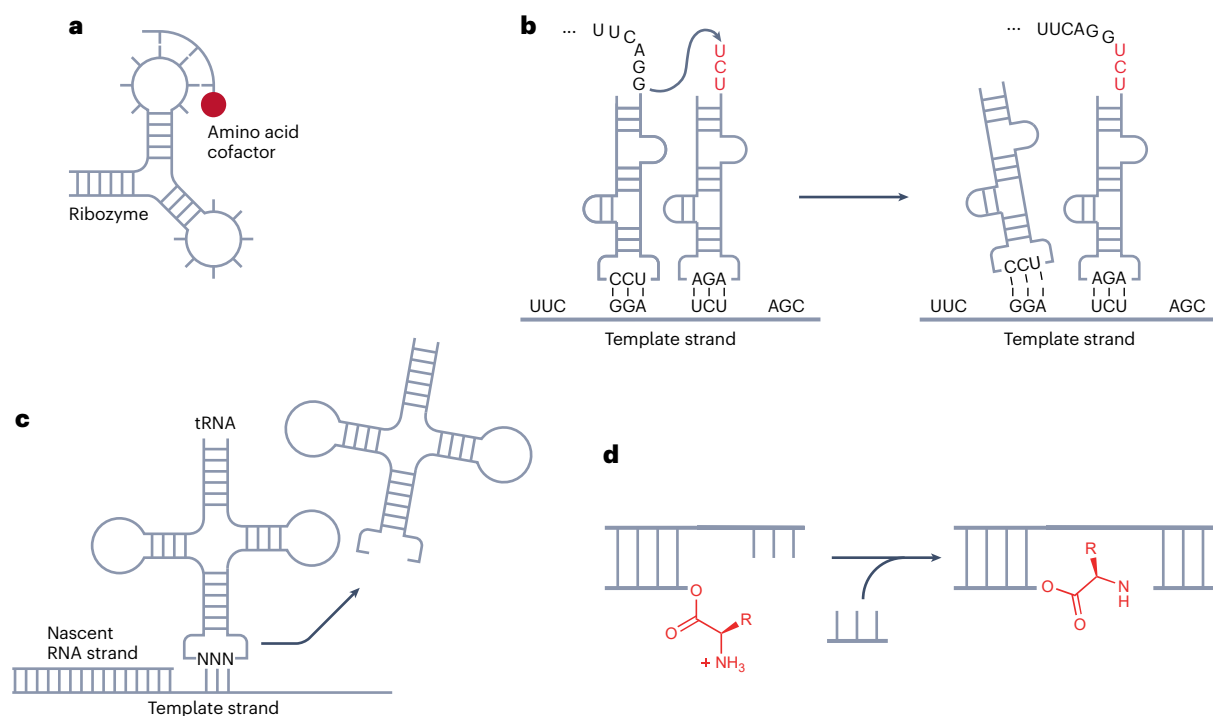 a
Amino acid
cofactor
Ribozyme
b
... UUCAGG
UCU
CCU
AGA
UUC GGA UCU AGC
Template strand
... UUCAGG
UCU
CCU
AGA
UUC GGA UCU AGC
Template strand
c
tRNA
NNN
Nascent
RNA strand
Template strand
d
O
O
R
+ NH₃
R
O
N
H
O